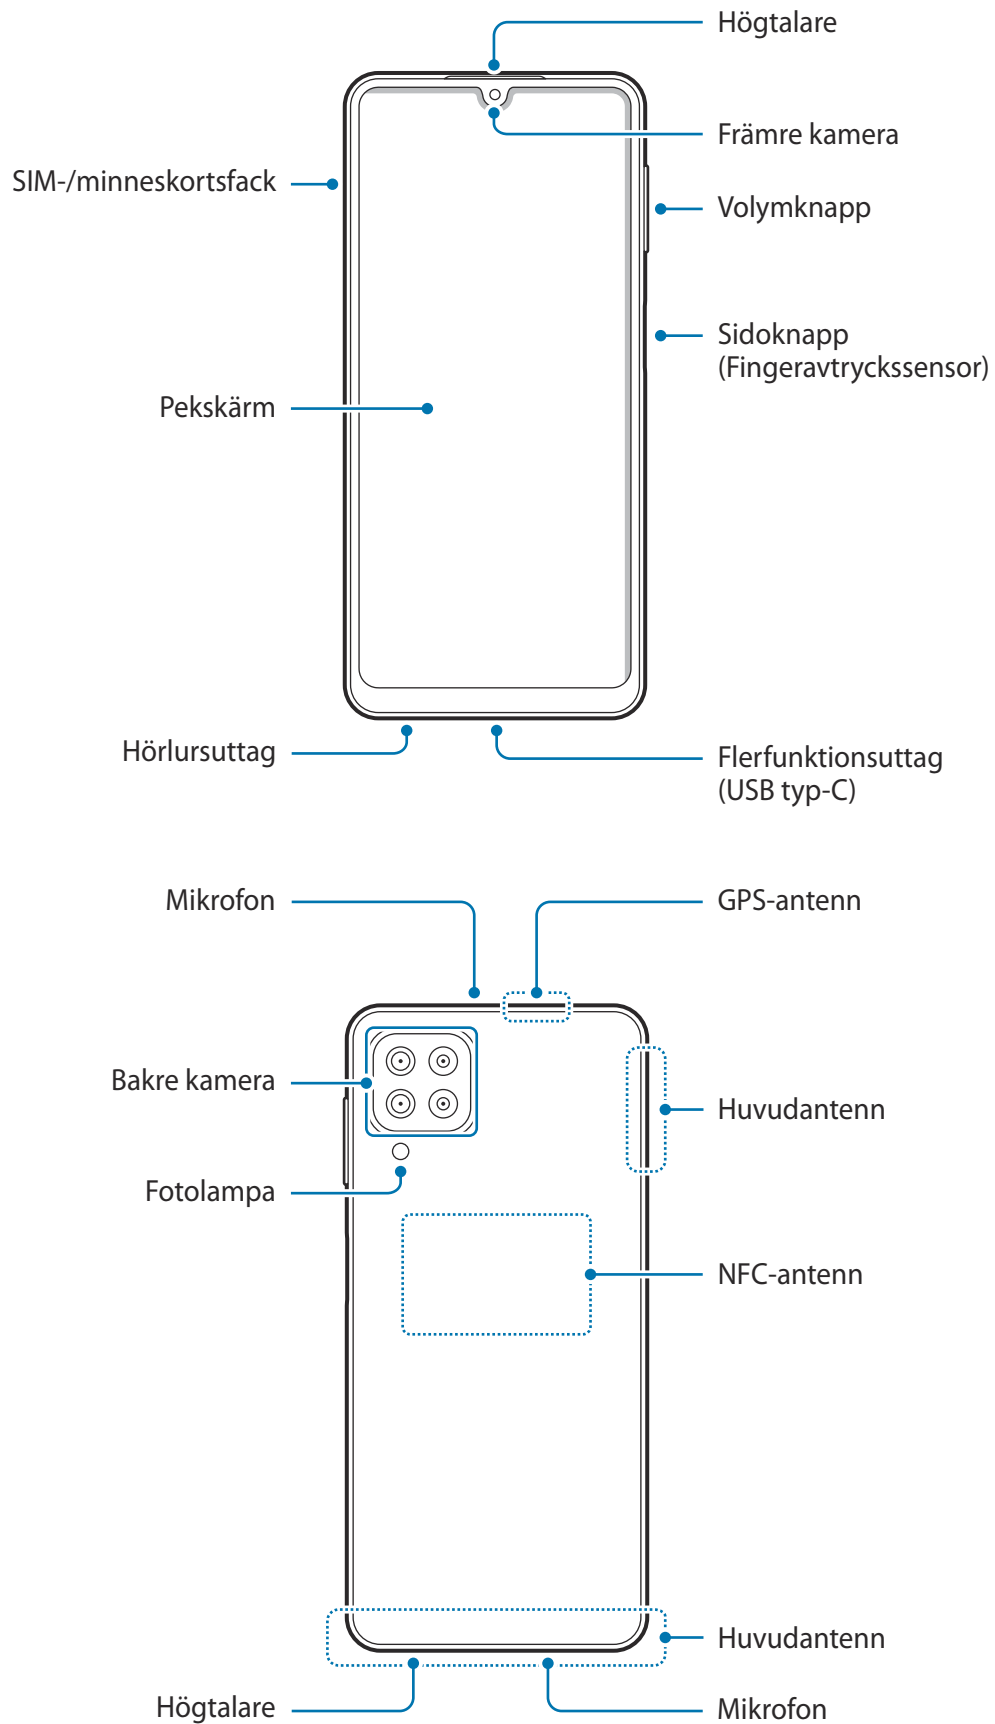 Högtalare
Främre kamera
SIM-/minneskortsfack
Volymknapp
Sidoknapp
(Fingeravtryckssensor)
Pekskärm
Hörlursuttag
Flerfunktionsuttag
(USB typ-C)
Mikrofon
GPS-antenn
Bakre kamera
Huvudantenn
Fotolampa
NFC-antenn
Huvudantenn
Högtalare
Mikrofon